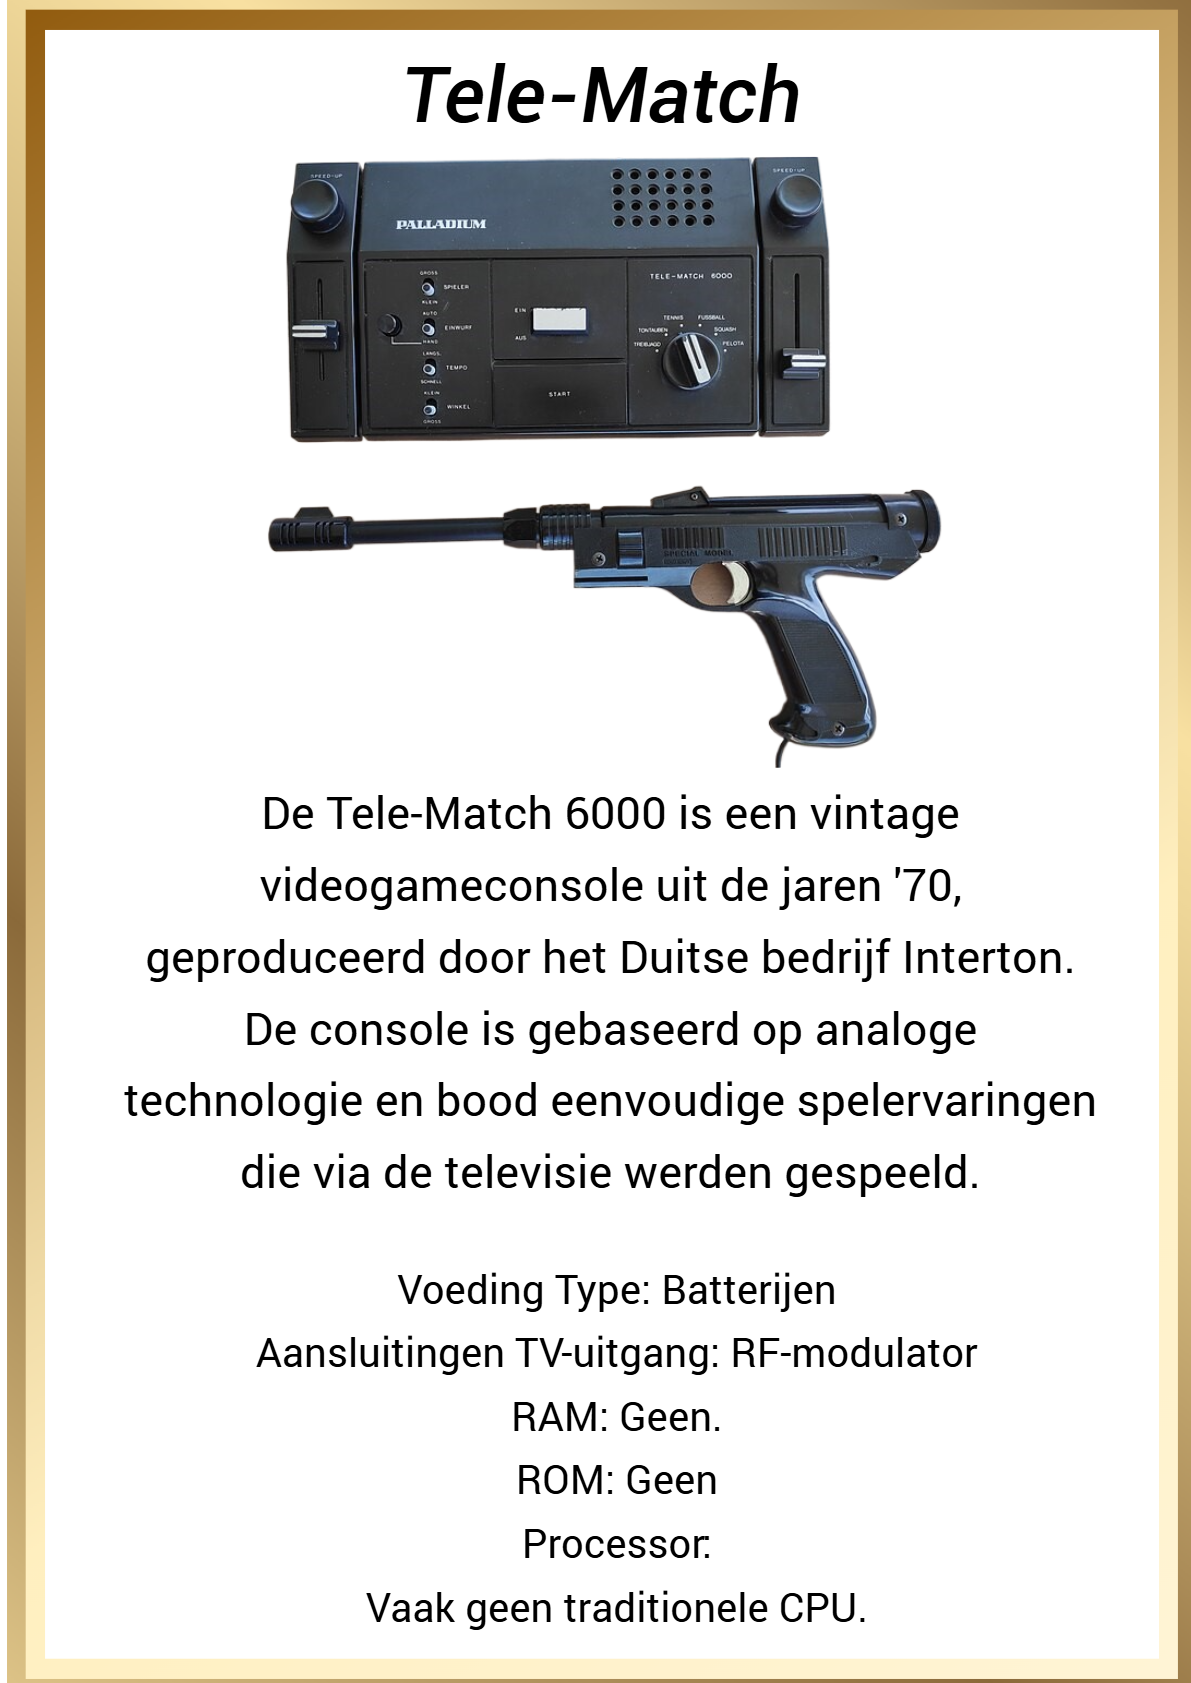 Tele-Match
SPEED-UP
SPEED-UP
PALLADIUM
GROSS
SPIELER
KLEIN
AUTO
EINWURF
HAND
LANGS.
TEMPO
SCHNELL
KLEIN
WINKEL
GROSS
EIN
AUS
START
TELE-MATCH 6000
TENNIS FUSSBALL
TONTAUBEN SQUASH
TREIBJAGD PELOTA
SPECIAL MODEL
De Tele-Match 6000 is een vintage
videogameconsole uit de jaren '70,
geproduceerd door het Duitse bedrijf Interton.
De console is gebaseerd op analoge
technologie en bood eenvoudige spelervaringen
die via de televisie werden gespeeld.
Voeding Type: Batterijen
Aansluitingen TV-uitgang: RF-modulator
RAM: Geen.
ROM: Geen
Processor:
Vaak geen traditionele CPU.